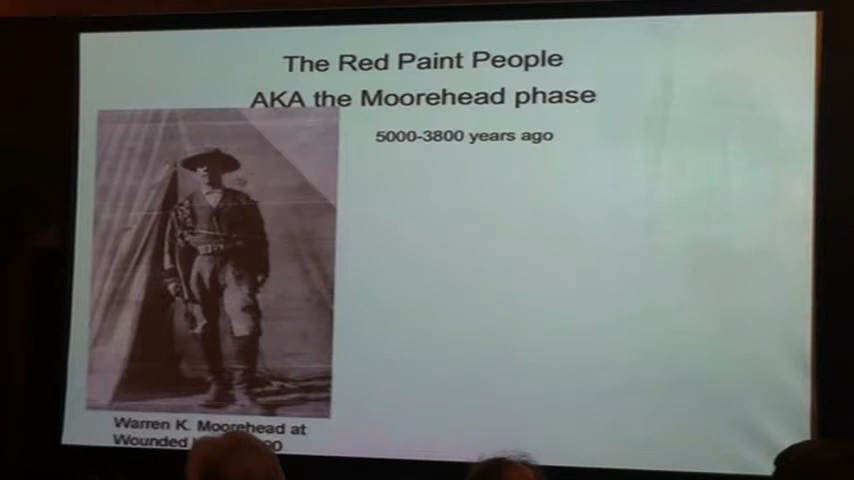 The Red Paint People
AKA the Moorehead phase
5000-3800 years ago
Warren K. Moorehead at
Wounded